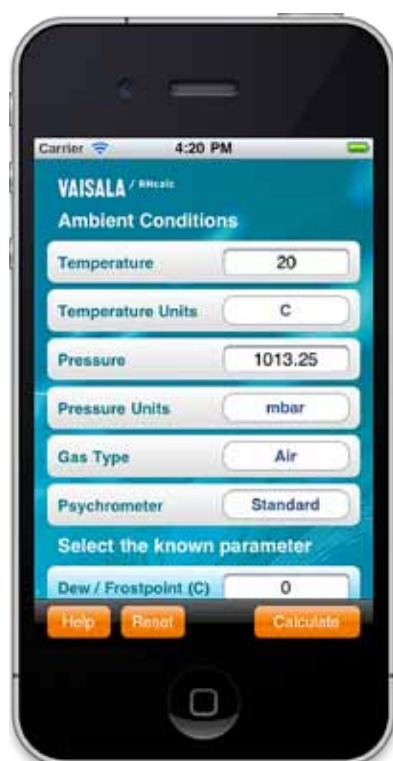 Carrier 4:20 PM
VAISALA / RHcalc
Ambient Conditions
Temperature 20
Temperature Units C
Pressure 1013.25
Pressure Units mbar
Gas Type Air
Psychrometer Standard
Select the known parameter
Dew / Frostpoint (C) 0
Help Reset Calculate